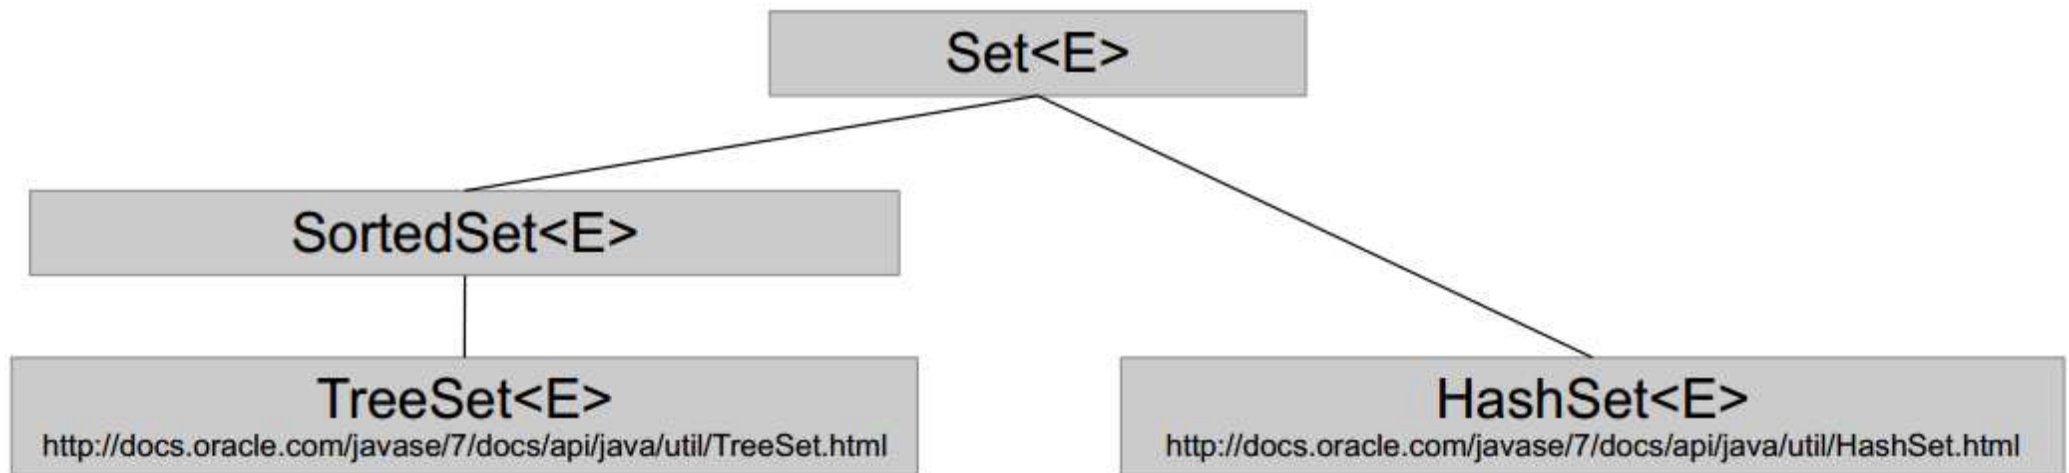 Set<E>
SortedSet<E>
TreeSet<E>
http://docs.oracle.com/javase/7/docs/api/java/util/TreeSet.html
HashSet<E>
http://docs.oracle.com/javase/7/docs/api/java/util/HashSet.html